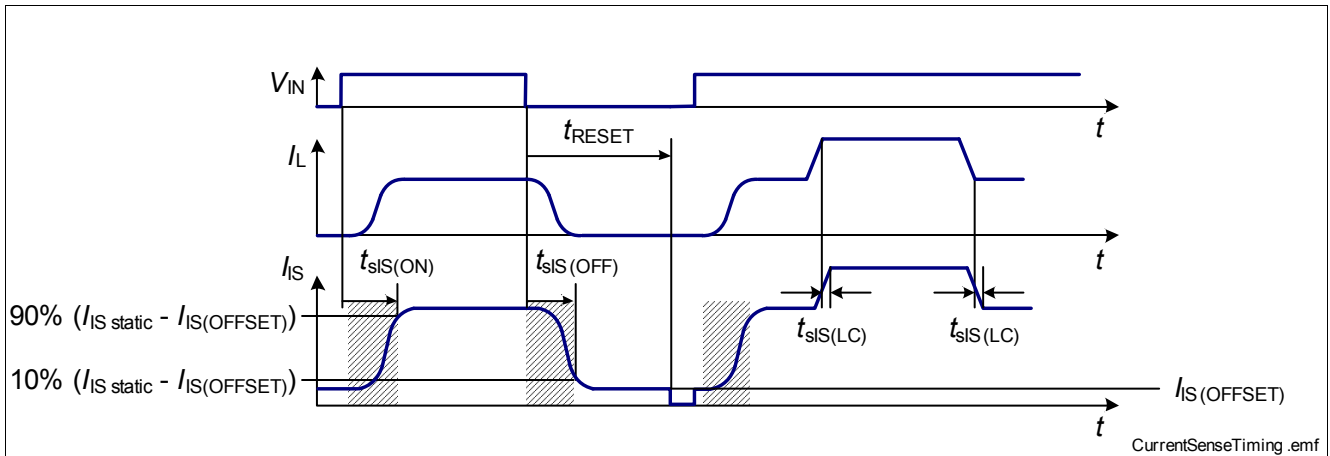 VIN
t
tRESET
IL
t
IIS
tsIS(ON)
tsIS(OFF)
90% (IIS static - IIS(OFFSET))
tsIS(LC)
tsIS(LC)
10% (IIS static - IIS(OFFSET))
IIS(OFFSET)
t
CurrentSenseTiming .emf